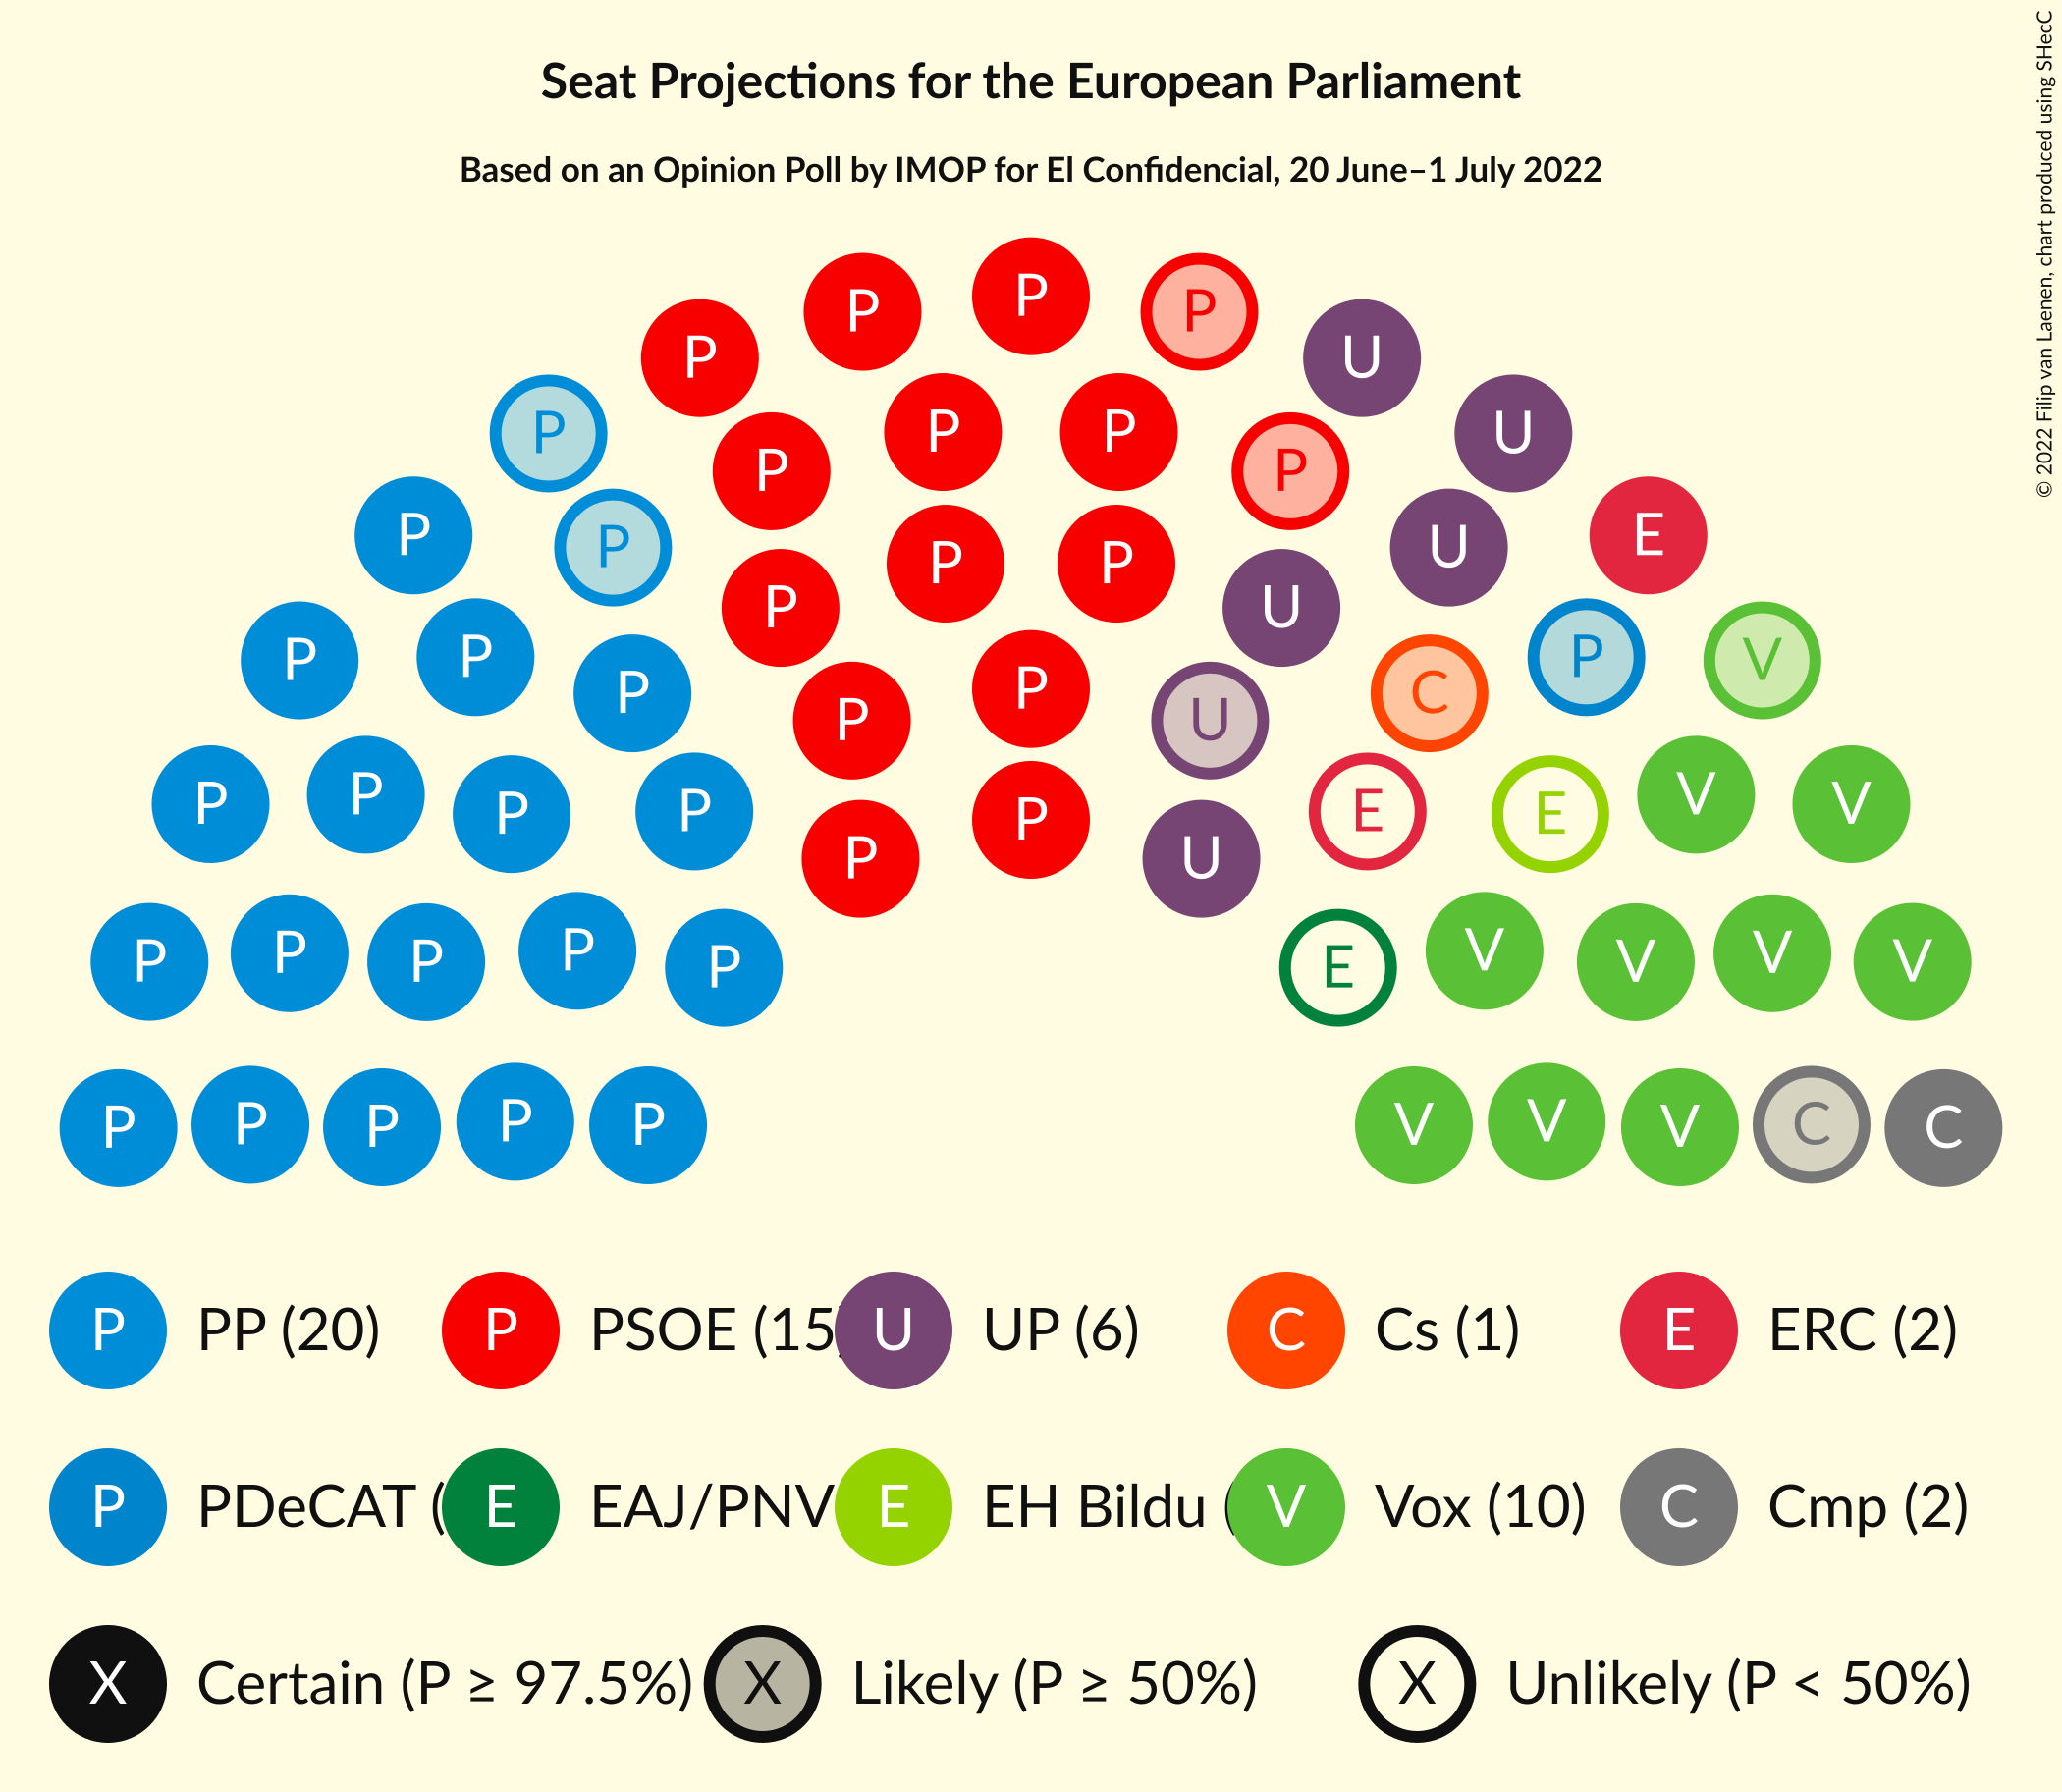 Seat Projections for the European Parliament
Based on an Opinion Poll by IMOP for El Confidencial, 20 June–1 July 2022
© 2022 Filip van Laenen, chart produced using SHecC
P P P P U
P P P P U
P P P P U E
P P P U
P P P P U C P V
P P P P E E V V
P P U
P P P P P E V V V V
P P P P P V V V C C
P PP (20) P PSOE (15 U UP (6) C Cs (1) E ERC (2)
P PDeCAT ( E EAJ/PNV E EH Bildu ( V Vox (10) C Cmp (2)
X Certain (P ≥ 97.5%) X Likely (P ≥ 50%) X Unlikely (P < 50%)